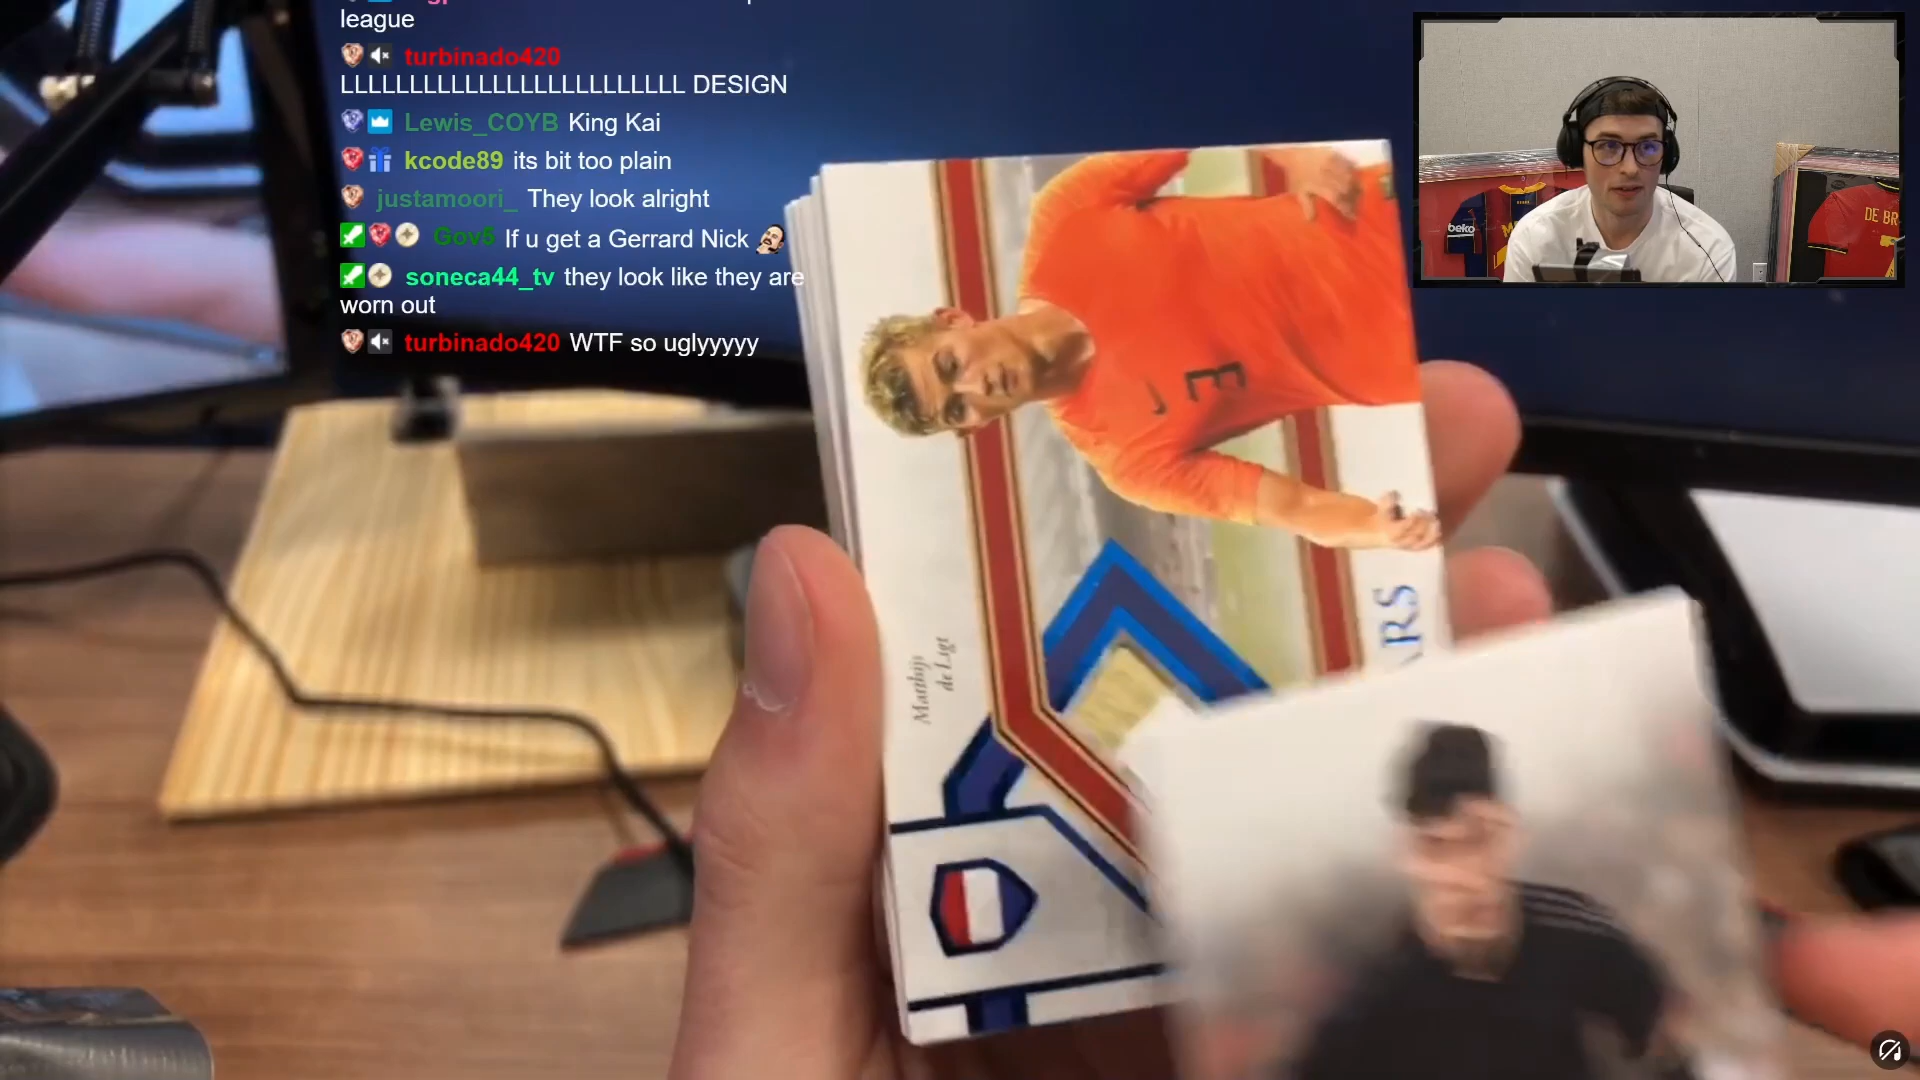 league
turbinado420
LLLLLLLLLLLLLLLLLLLLLLLLL DESIGN
Lewis_COYB King Kai
kcode89 its bit too plain
justamoori_ They look alright
Gov5 If u get a Gerrard Nick
soneca44_tv they look like they are
worn out
turbinado420 WTF so uglyyyyy
beko
M
DE BR
E
Matthijs
de Ligt
ARS